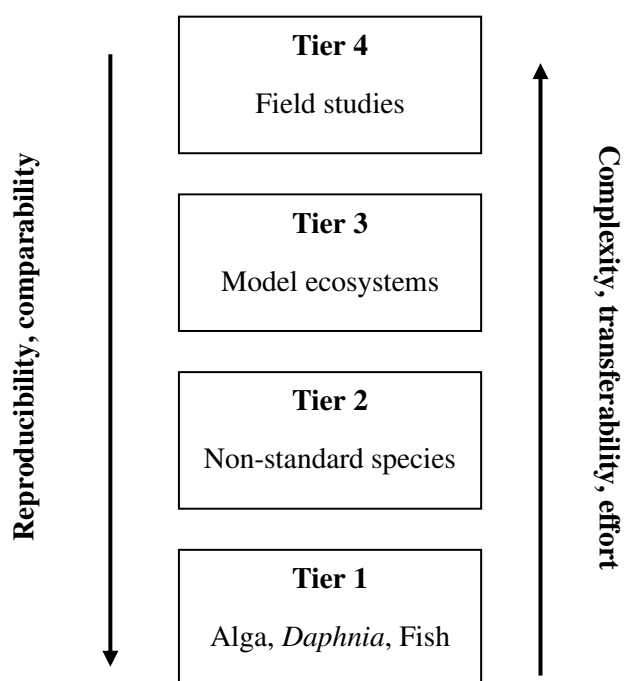 Tier 4
Field studies
Tier 3
Model ecosystems
Tier 2
Non-standard species
Tier 1
Alga, Daphnia, Fish
Reproducibility, comparability
Complexity, transferability, effort